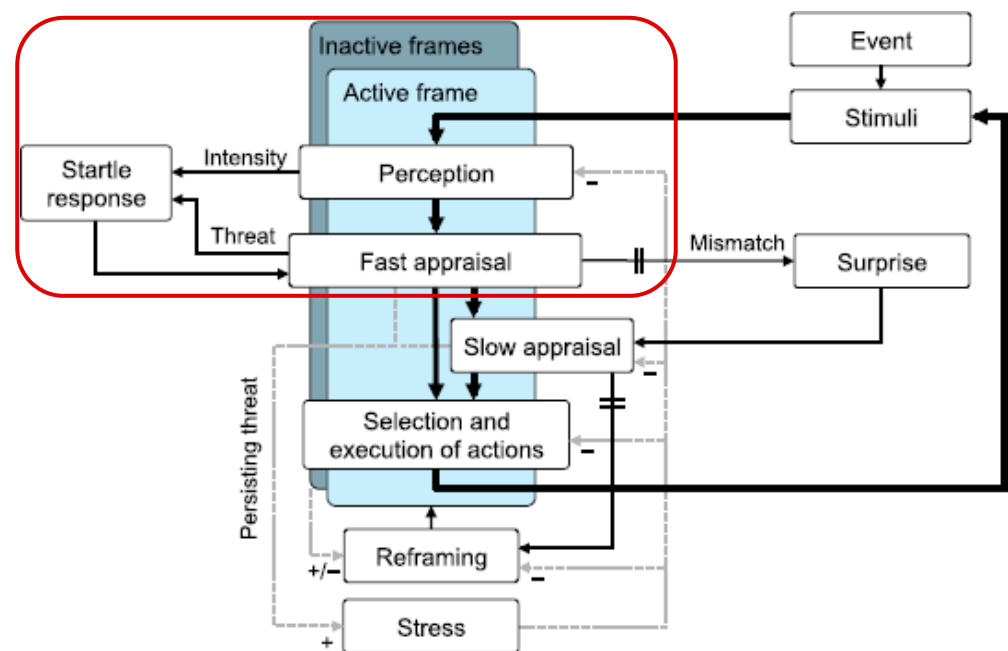 Inactive frames
Event
Active frame
Stimuli
Startle
response
Intensity
Perception
-
Threat
Fast appraisal
Mismatch
Surprise
Slow appraisal
-
Persisting threat
Selection and
execution of actions
-
Reframing
+/-
-
Stress
+